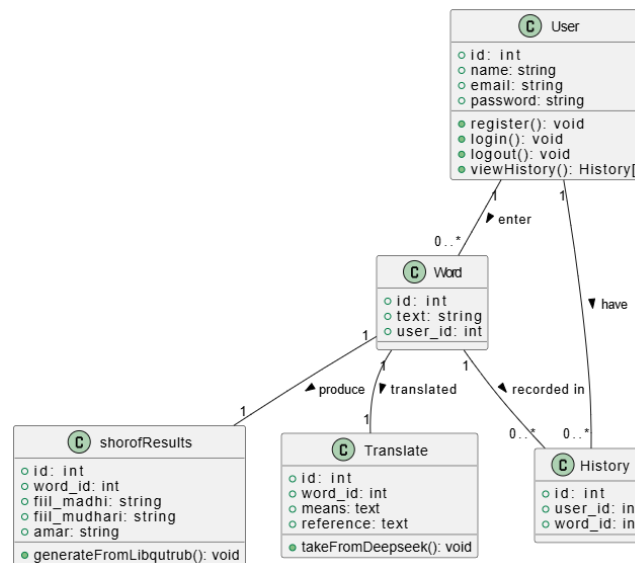 C User
id: int
name: string
email: string
password: string
register(): void
login(): void
logout(): void
viewHistory(): History[
1
1
enter
0..*
C Word
id: int
text: string
user_id: int
have
1
1
1
produce
translated
recorded in
1
1
0..*
0..*
C shorofResults
id: int
word_id: int
fiil_madhi: string
fiil_mudhari: string
amar: string
generateFromLibqutrub(): void
C Translate
id: int
word_id: int
means: text
reference: text
takeFromDeepseek(): void
C History
id: int
user_id: in
word_id: in